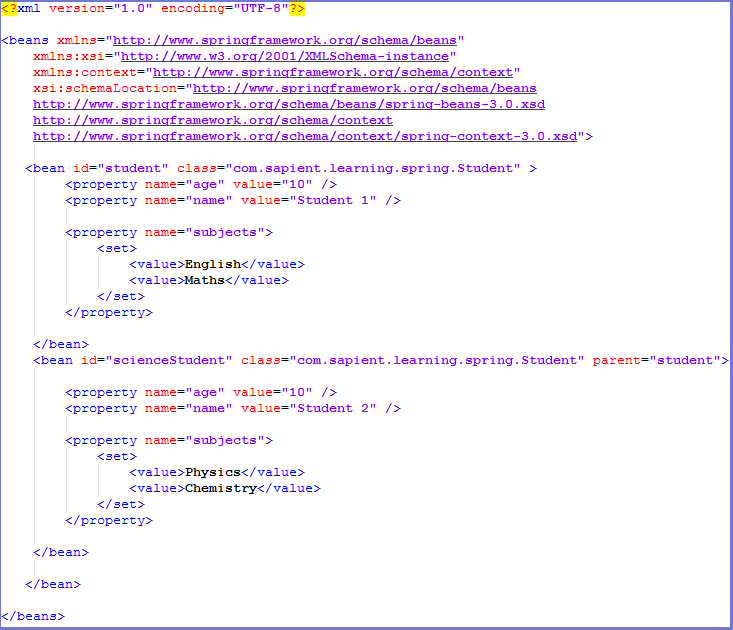 <?xml version="1.0" encoding="UTF-8"?>
<beans xmlns="http://www.springframework.org/schema/beans"
xmlns:xsi="http://www.w3.org/2001/XMLSchema-instance"
xmlns:context="http://www.springframework.org/schema/context"
xsi:schemaLocation="http://www.springframework.org/schema/beans
http://www.springframework.org/schema/beans/spring-beans-3.0.xsd
http://www.springframework.org/schema/context
http://www.springframework.org/schema/context/spring-context-3.0.xsd">
<bean id="student" class="com.sapient.learning.spring.Student" >
<property name="age" value="10" />
<property name="name" value="Student 1" />
<property name="subjects">
<set>
<value>English</value>
<value>Maths</value>
</set>
</property>
</bean>
<bean id="scienceStudent" class="com.sapient.learning.spring.Student" parent="student">
<property name="age" value="10" />
<property name="name" value="Student 2" />
<property name="subjects">
<set>
<value>Physics</value>
<value>Chemistry</value>
</set>
</property>
</bean>
</bean>
</beans>